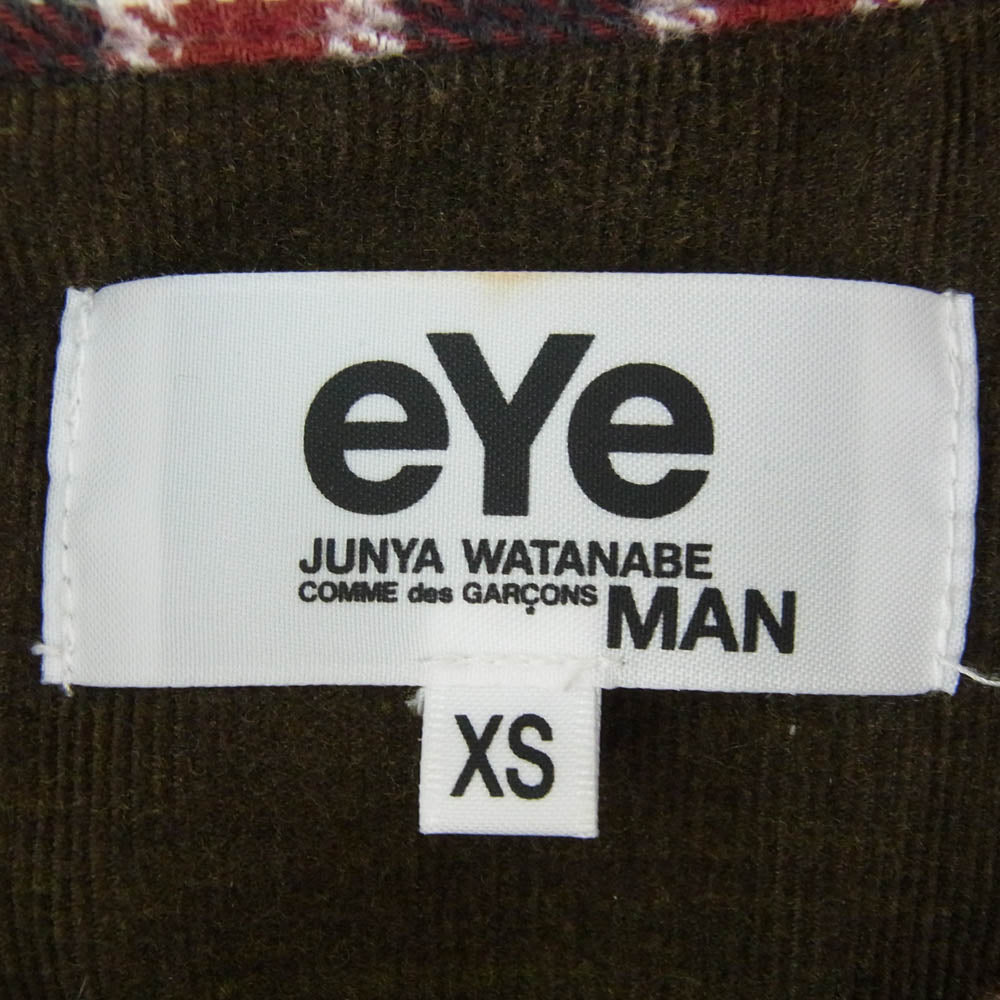 eYe
JUNYA WATANABE
COMME des GARÇONS MAN
XS